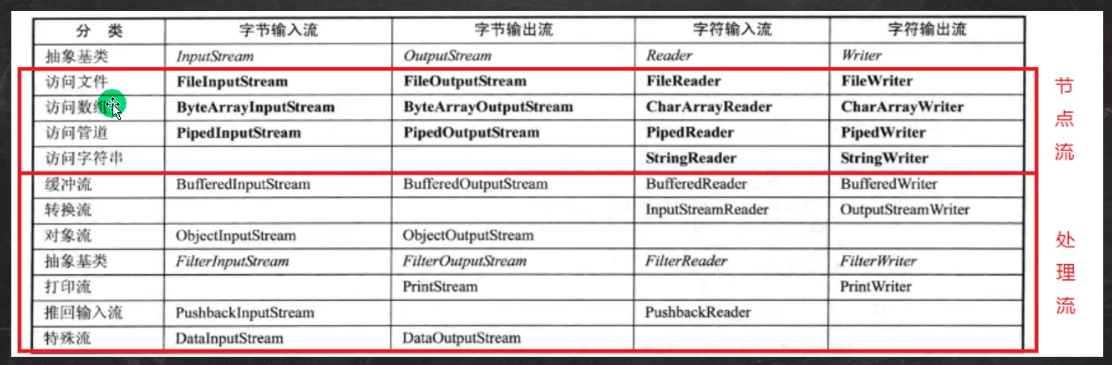 分 类 字节输入流 字节输出流 字符输入流 字符输出流
抽象基类 InputStream OutputStream Reader Writer
访问文件 FileInputStream FileOutputStream FileReader FileWriter
访问数组 ByteArrayInputStream ByteArrayOutputStream CharArrayReader CharArrayWriter
访问管道 PipedInputStream PipedOutputStream PipedReader PipedWriter
访问字符串 StringReader StringWriter
缓冲流 BufferedInputStream BufferedOutputStream BufferedReader BufferedWriter
转换流 InputStreamReader OutputStreamWriter
对象流 ObjectInputStream ObjectOutputStream
抽象基类 FilterInputStream FilterOutputStream FilterReader FilterWriter
打印流 PrintStream PrintWriter
推回输入流 PushbackInputStream PushbackReader
特殊流 DataInputStream DataOutputStream
节点流
处理流